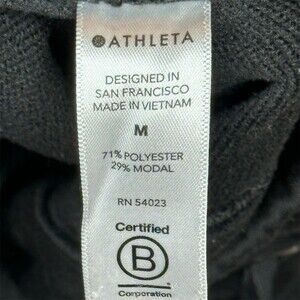 ATHLETA
DESIGNED IN
SAN FRANCISCO
MADE IN VIETNAM
M
71% POLYESTER
29% MODAL
RN 54023
Certified
B
Corporation